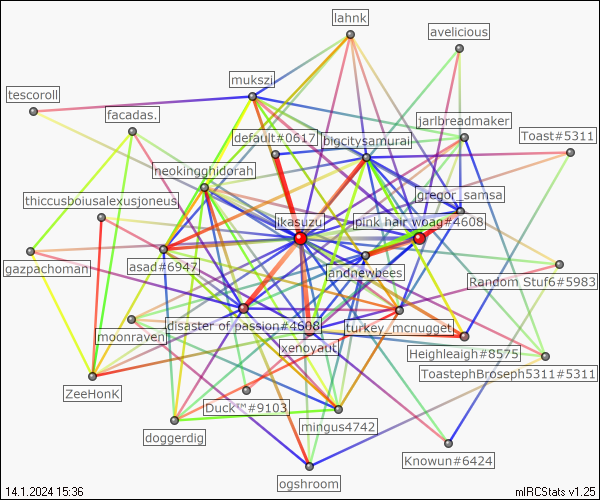 lahnk
avelicious
mukszi
tescoroll
facadas.
jarlbreadmaker
default#0617
bigcitysamurai
Toast#5311
neokingghidorah
thiccusboiusalexusjoneus
gregor_samsa
ikasuzu
pink hair woag#4608
gazpachoman
asad#6947
andnewbees
Random Stuf6#5983
moonraven
disaster of passion#4608
turkey_mcnugget
xenoyaut
Heighleaigh#8575
ToastephBroseph5311#5311
ZeeHonK
Duck™#9103
mingus4742
doggerdig
Knowun#6424
ogshroom
14.1.2024 15:36
mIRCStats v1.25